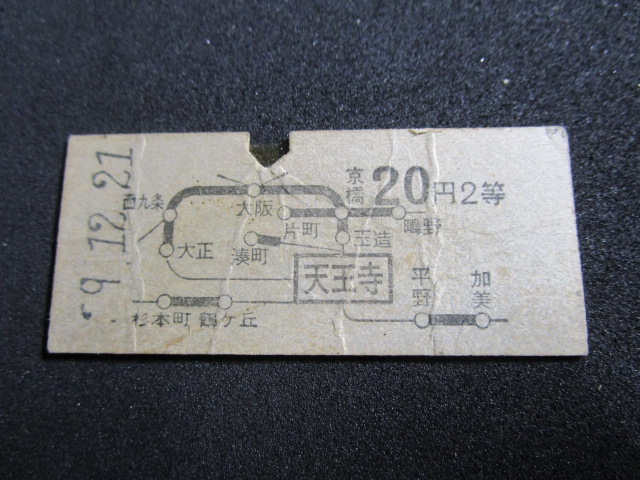 9.12.21
京橋 20円2等
西九条
大阪
片町
鴫野
大正
湊町
玉造
天王寺
平野
加美
杉本町
鶴ケ丘